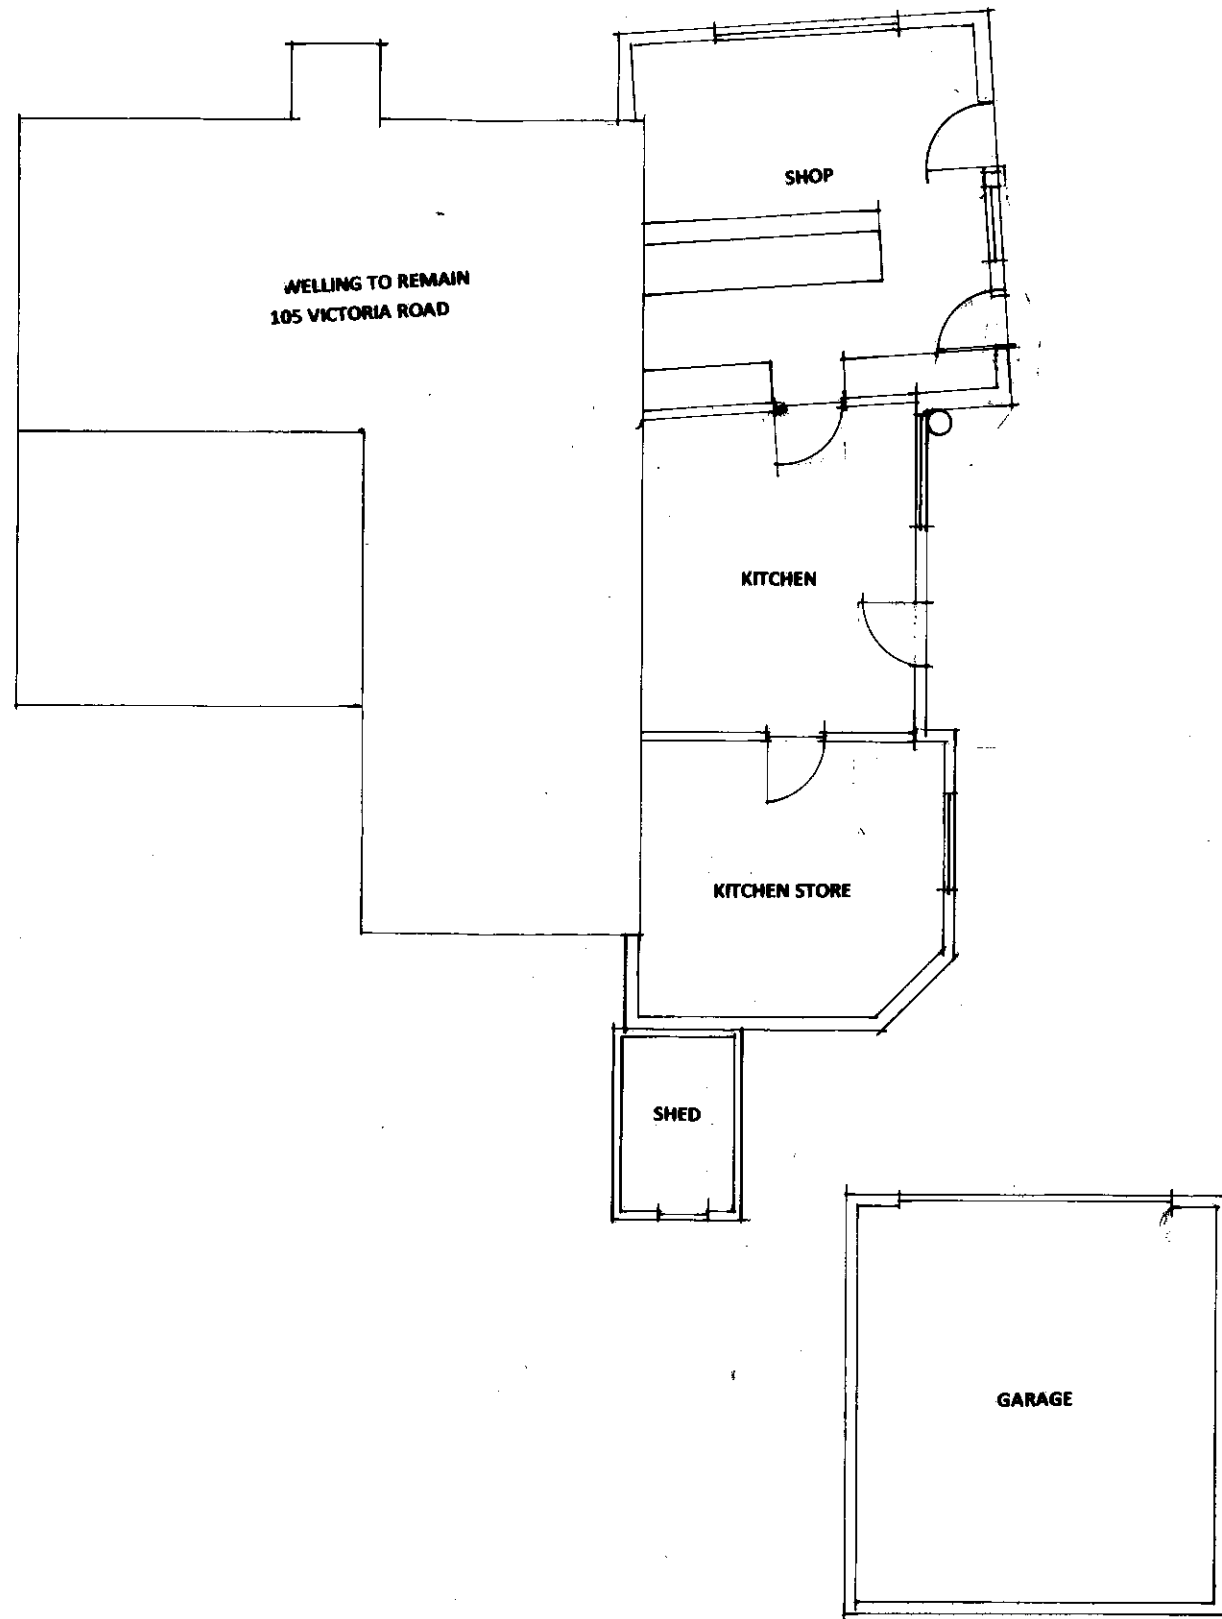 SHOP
WELLING TO REMAIN
105 VICTORIA ROAD
KITCHEN
KITCHEN STORE
SHED
GARAGE